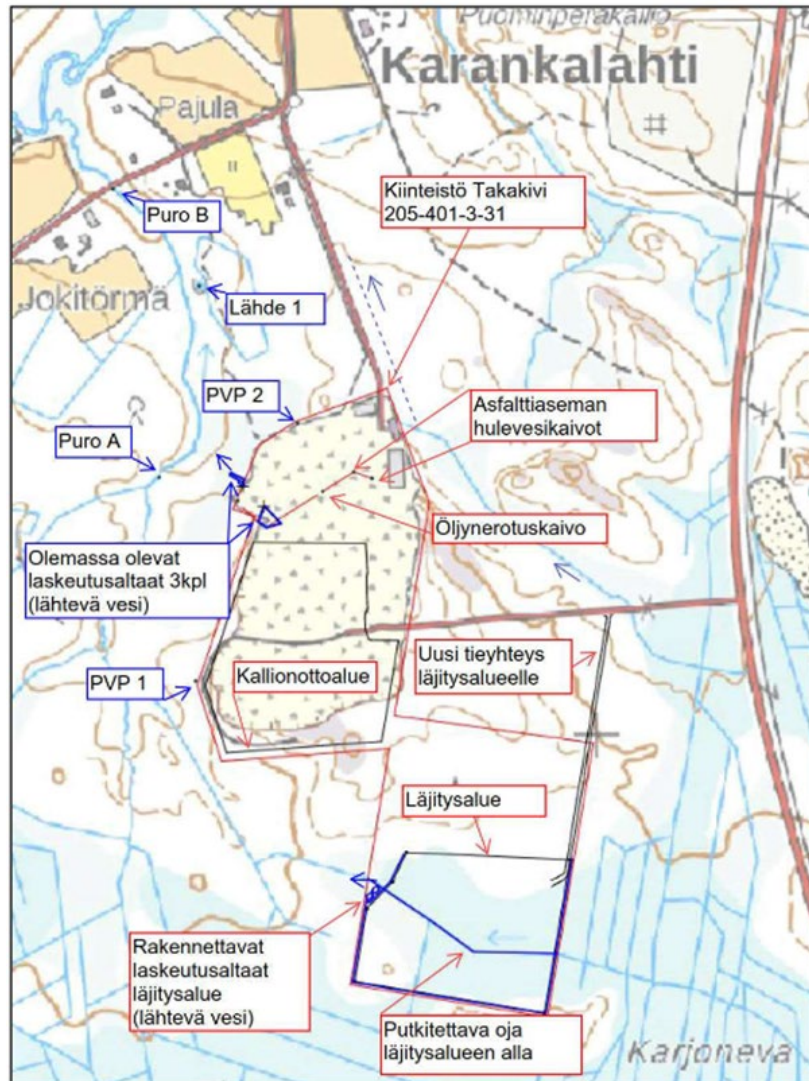 Puominperäkallio
Karankalahti
Pajula
Kiinteistö Takakivi
205-401-3-31
Puro B
Lähde 1
Jokitörmä
PVP 2
Asfalttiaseman
hulevesikaivot
Puro A
Öljynerotuskaivo
Olemassa olevat
laskeutusaltaat 3kpl
(lähtevä vesi)
Uusi tieyhteys
läjitysalueelle
PVP 1
Kallionottoalue
Läjitysalue
Rakennettavat
laskeutusaltaat
läjitysalue
(lähtevä vesi)
Putkitettava oja
läjitysalueen alla
Karjoneva